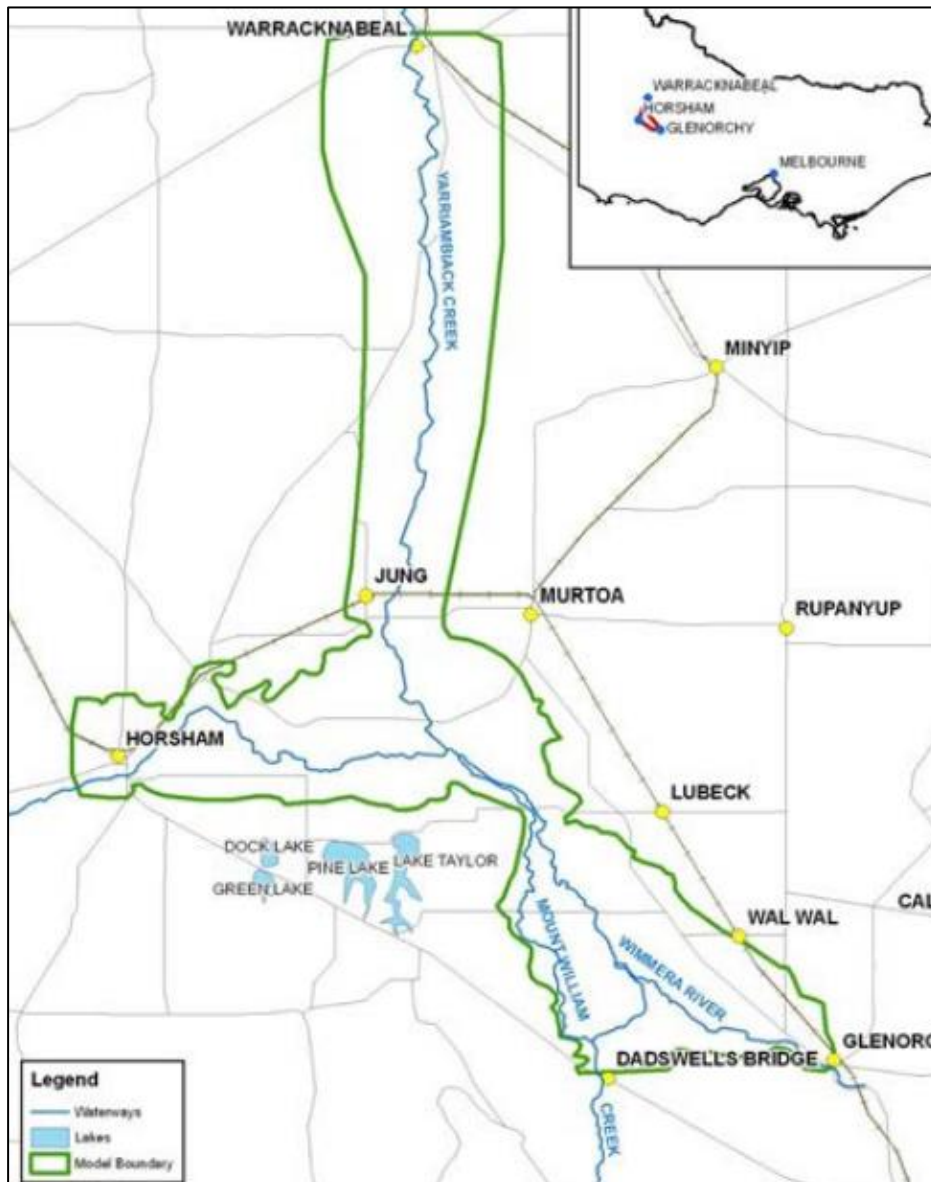 WARRACKNABEAL
WARRACKNABEAL
HORSHAM
GLENORCHY
MELBOURNE
YARRIAMBIACK CREEK
MINYIP
JUNG
MURTOA
RUPANYUP
HORSHAM
LUBECK
DOCK LAKE
PINE LAKE
LAKE TAYLOR
GREEN LAKE
CAL
WAL WAL
MOUNT WILLIAM
WIMMERA RIVER
GLENORC
DADSWELLS BRIDGE
CREEK
Legend
Waterways
Lakes
Model Boundary